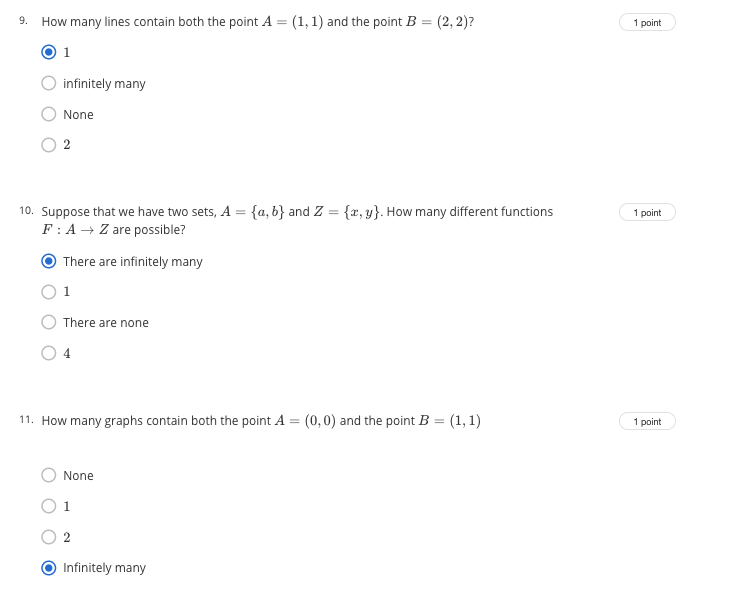 9. How many lines contain both the point A = (1, 1) and the point B = (2, 2)? 1 point
1
infinitely many
None
2
10. Suppose that we have two sets, A = {a, b} and Z = {x, y}. How many different functions 1 point
F : A → Z are possible?
There are infinitely many
1
There are none
4
11. How many graphs contain both the point A = (0, 0) and the point B = (1, 1) 1 point
None
1
2
Infinitely many